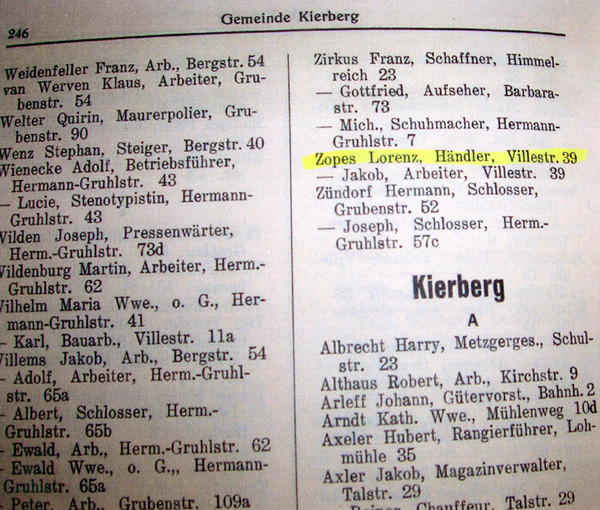 246
Gemeinde Kierberg
Weidenfeller Franz, Arb., Bergstr. 54
van Werven Klaus, Arbeiter, Gru-
benstr. 54
Welter Quirin, Maurerpolier, Gru-
benstr. 90
Wenz Stephan, Steiger, Bergstr. 40
Wienecke Adolf, Betriebsführer,
Hermann-Gruhlstr. 43
— Lucie, Stenotypistin, Hermann-
Gruhlstr. 43
Wilden Joseph, Pressenwärter,
Herm.-Gruhlstr. 73d
Wildenburg Martin, Arbeiter, Herm.-
Gruhlstr. 62
Wilhelm Maria Wwe., o. G., Her-
mann-Gruhlstr. 41
— Karl, Bauarb., Villestr. 11a
Willems Jakob, Arb., Bergstr. 54
— Adolf, Arbeiter, Herm.-Gruhl-
str. 65a
— Albert, Schlosser, Herm.-
Gruhlstr. 65b
— Ewald, Arb., Herm.-Gruhlstr. 62
— Ewald Wwe., o. G.,, Hermann-
Gruhlstr. 65a
— Peter, Arb., Grubenstr. 109a
Zirkus Franz, Schaffner, Himmel-
reich 23
— Gottfried, Aufseher, Barbara-
str. 73
— Mich., Schuhmacher, Hermann-
Gruhlstr. 7
Zopes Lorenz, Händler, Villestr. 39
— Jakob, Arbeiter, Villestr. 39
Zündorf Hermann, Schlosser,
Grubenstr. 52
— Joseph, Schlosser, Herm.-
Gruhlstr. 57c
Kierberg
A
Albrecht Harry, Metzgerges., Schul-
str. 23
Althaus Robert, Arb., Kirchstr. 9
Arleff Johann, Gütervorst., Bahnh. 2
Arndt Kath. Wwe., Mühlenweg 10d
Axeler Hubert, Rangierführer, Loh-
mühle 35
Axler Jakob, Magazinverwalter,
Talstr. 29
Chauffeur, Talstr. 29